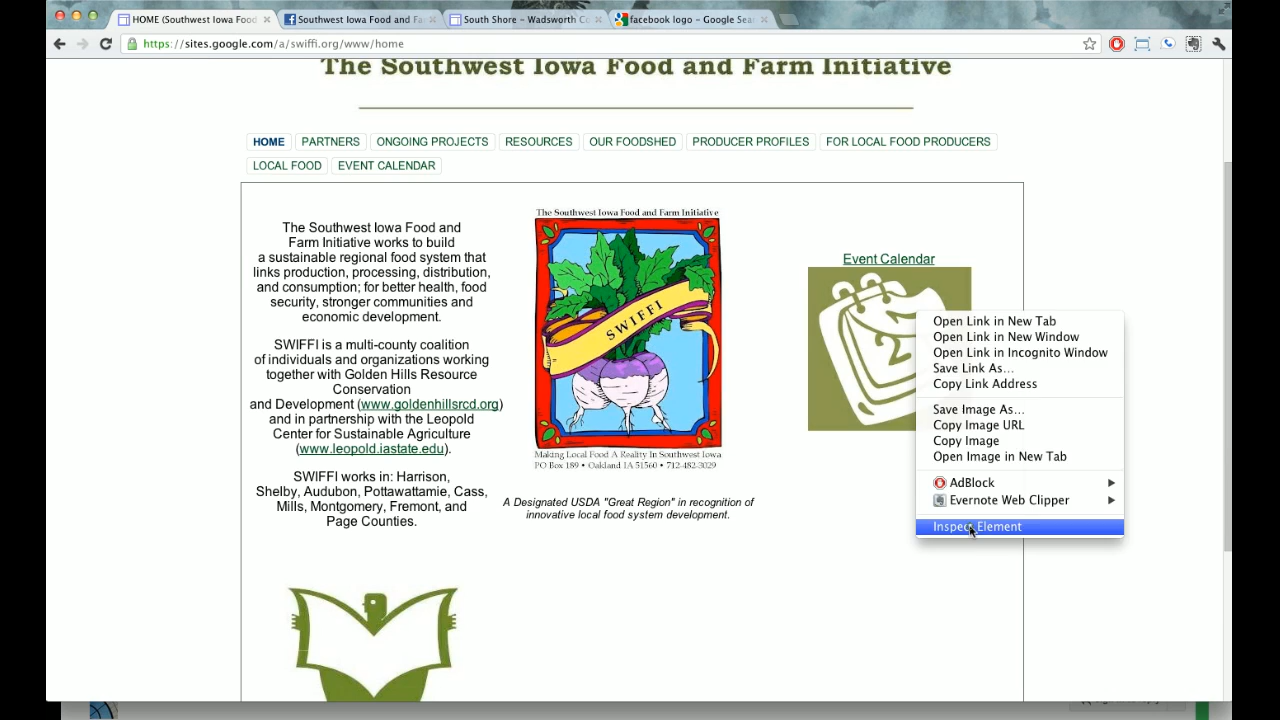 HOME (Southwest Iowa Food
Southwest Iowa Food and Fa
South Shore – Wadsworth C
facebook logo – Google Sea
https://sites.google.com/a/swiffi.org/www/home
The Southwest Iowa Food and Farm Initiative
HOME PARTNERS ONGOING PROJECTS RESOURCES OUR FOODSHED PRODUCER PROFILES FOR LOCAL FOOD PRODUCERS
LOCAL FOOD EVENT CALENDAR
The Southwest Iowa Food and
Farm Initiative works to build
a sustainable regional food system that
links production, processing, distribution,
and consumption; for better health, food
security, stronger communities and
economic development.
SWIFFI is a multi-county coalition
of individuals and organizations working
together with Golden Hills Resource
Conservation
and Development (www.goldenhillsrcd.org)
and in partnership with the Leopold
Center for Sustainable Agriculture
(www.leopold.iastate.edu).
SWIFFI works in: Harrison,
Shelby, Audubon, Pottawattamie, Cass,
Mills, Montgomery, Fremont, and
Page Counties.
The Southwest Iowa Food and Farm Initiative
SWIFFI
Making Local Food A Reality In Southwest Iowa
PO Box 189 • Oakland IA 51560 • 712-482-3029
A Designated USDA "Great Region" in recognition of
innovative local food system development.
Event Calendar
2
Open Link in New Tab
Open Link in New Window
Open Link in Incognito Window
Save Link As...
Copy Link Address
Save Image As...
Copy Image URL
Copy Image
Open Image in New Tab
AdBlock
Evernote Web Clipper
Inspect Element